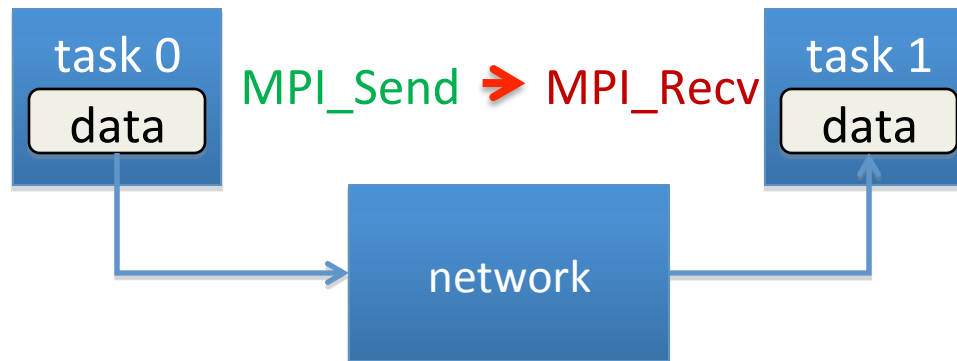 task 0
data
MPI_Send
MPI_Recv
task 1
data
network